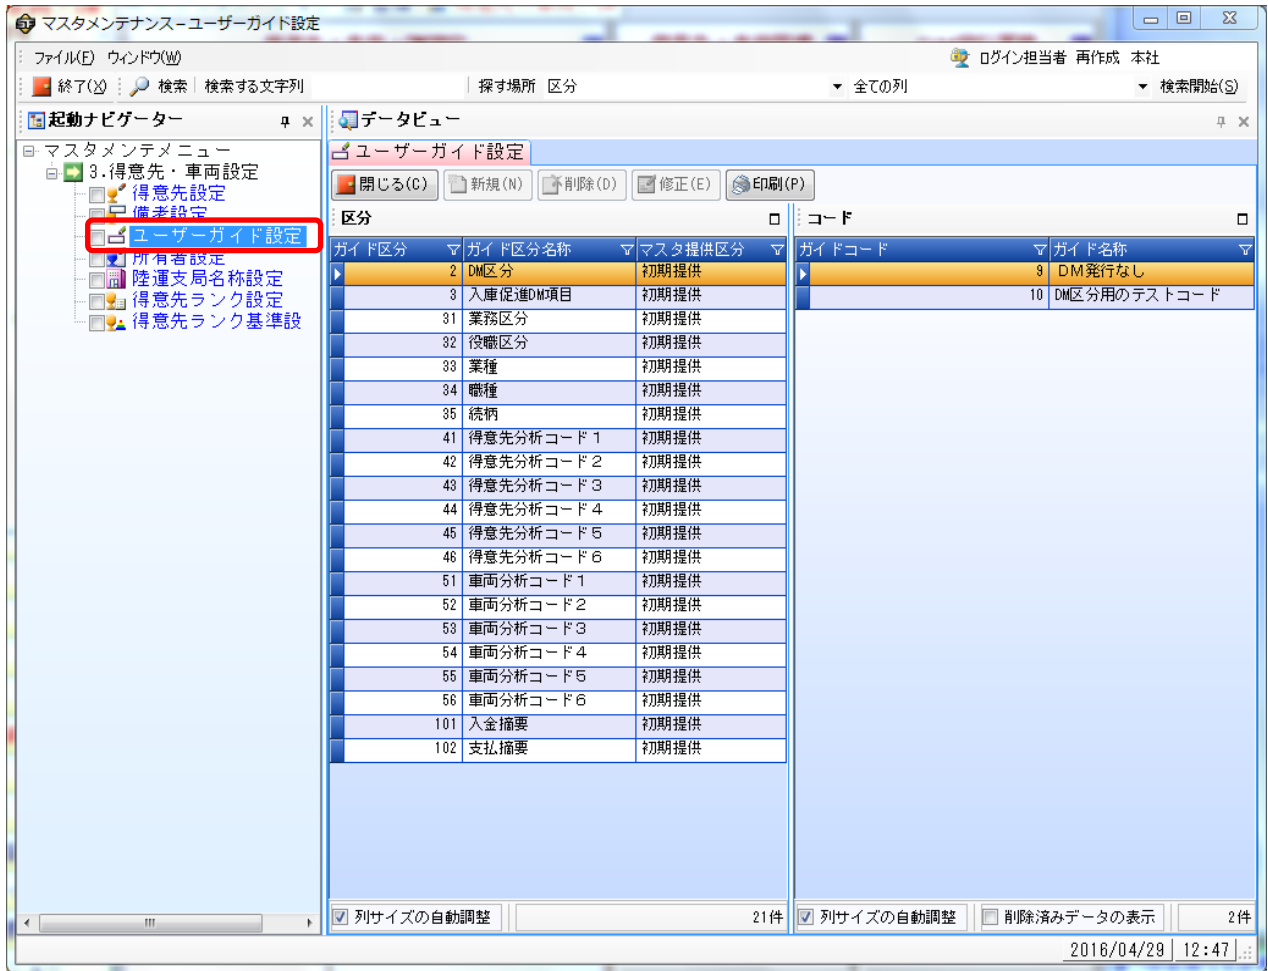 マスタメンテナンス－ユーザーガイド設定
ファイル(F) ウィンドウ(W)
ログイン担当者 再作成 本社
終了(X) 検索 検索する文字列 探す場所 区分 全ての列 検索開始(S)
起動ナビゲーター
マスタメンテメニュー
3.得意先・車両設定
得意先設定
備考設定
ユーザーガイド設定
所有者設定
陸運支局名称設定
得意先ランク設定
得意先ランク基準設
データビュー
ユーザーガイド設定
閉じる(C) 新規(N) 削除(D) 修正(E) 印刷(P)
区分
ガイド区分 ガイド区分名称 マスタ提供区分
2 DM区分 初期提供
3 入庫促進DM項目 初期提供
31 業務区分 初期提供
32 役職区分 初期提供
33 業種 初期提供
34 職種 初期提供
35 続柄 初期提供
41 得意先分析コード１ 初期提供
42 得意先分析コード２ 初期提供
43 得意先分析コード３ 初期提供
44 得意先分析コード４ 初期提供
45 得意先分析コード５ 初期提供
46 得意先分析コード６ 初期提供
51 車両分析コード１ 初期提供
52 車両分析コード２ 初期提供
53 車両分析コード３ 初期提供
54 車両分析コード４ 初期提供
55 車両分析コード５ 初期提供
56 車両分析コード６ 初期提供
101 入金摘要 初期提供
102 支払摘要 初期提供
列サイズの自動調整 21件
コード
ガイドコード ガイド名称
9 ＤＭ発行なし
10 DM区分用のテストコード
列サイズの自動調整 削除済みデータの表示 2件
2016/04/29 12:47